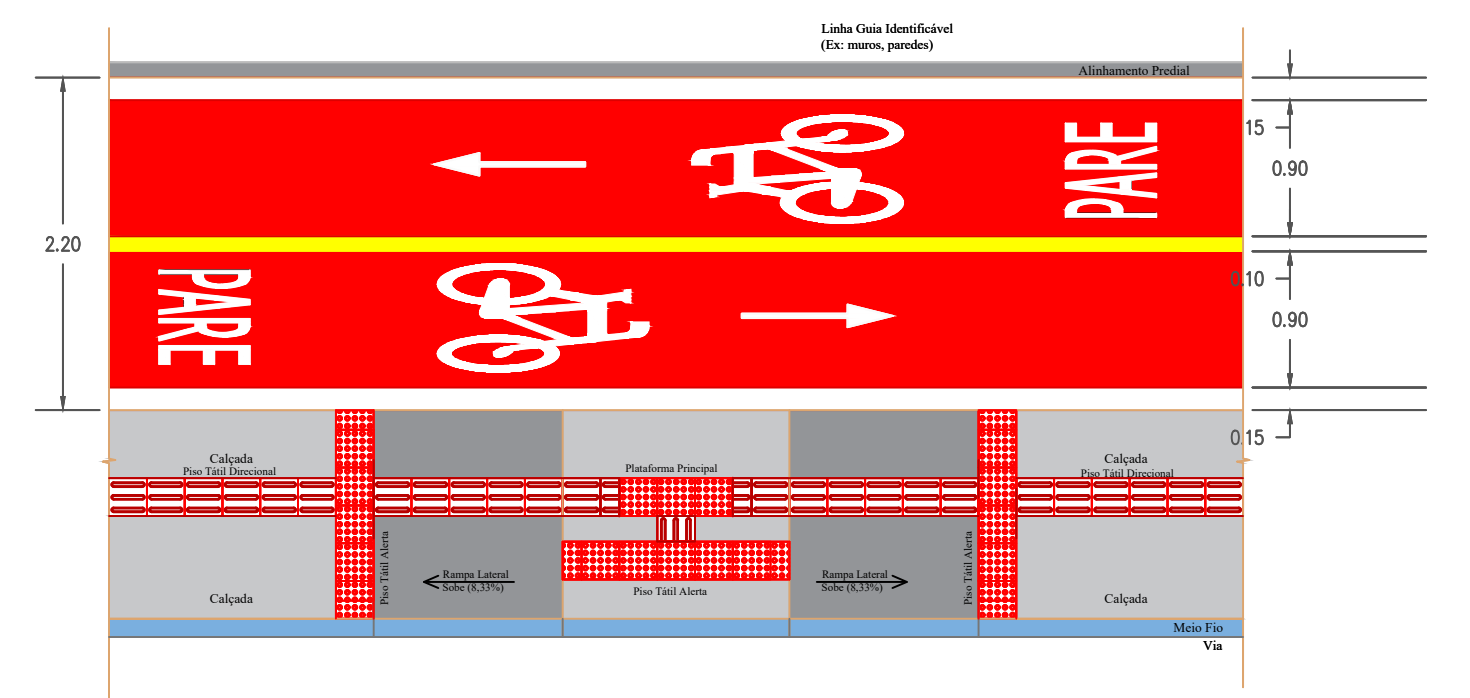 Linha Guia Identificável
(Ex: muros, paredes)
Alinhamento Predial
15
PARE
0.90
2.20
0.10
PARE
0.90
0.15
Calçada
Piso Tátil Direcional
Plataforma Principal
Calçada
Piso Tátil Direcional
Piso Tátil Alerta
Rampa Lateral
Sobe (8,33%)
Piso Tátil Alerta
Rampa Lateral
Sobe (8,33%)
Piso Tátil Alerta
Calçada
Calçada
Meio Fio
Via